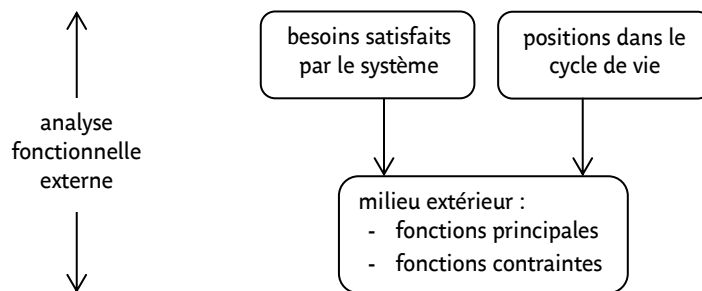 besoins satisfaits
par le système
positions dans le
cycle de vie
analyse
fonctionnelle
externe
milieu extérieur :
- fonctions principales
- fonctions contraintes